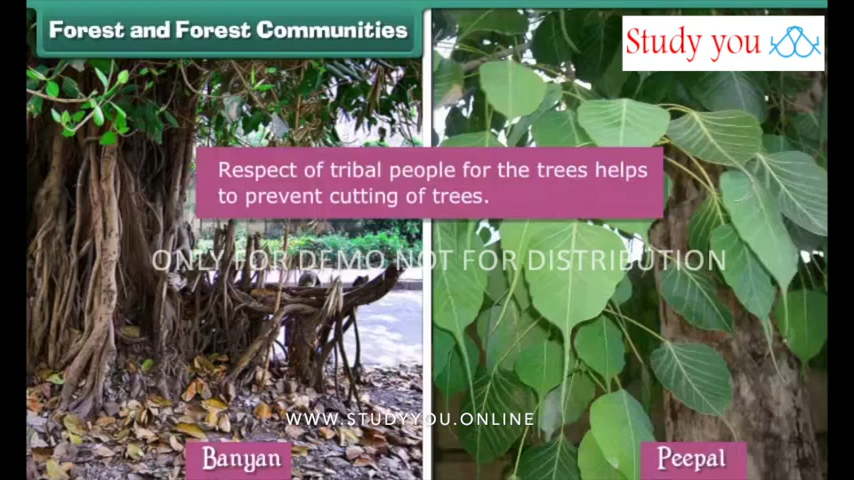 Forest and Forest Communities
Study you
Respect of tribal people for the trees helps
to prevent cutting of trees.
ONLY FOR DEMO NOT FOR DISTRIBUTION
WWW.STUDYYOU.ONLINE
Banyan
Peepal